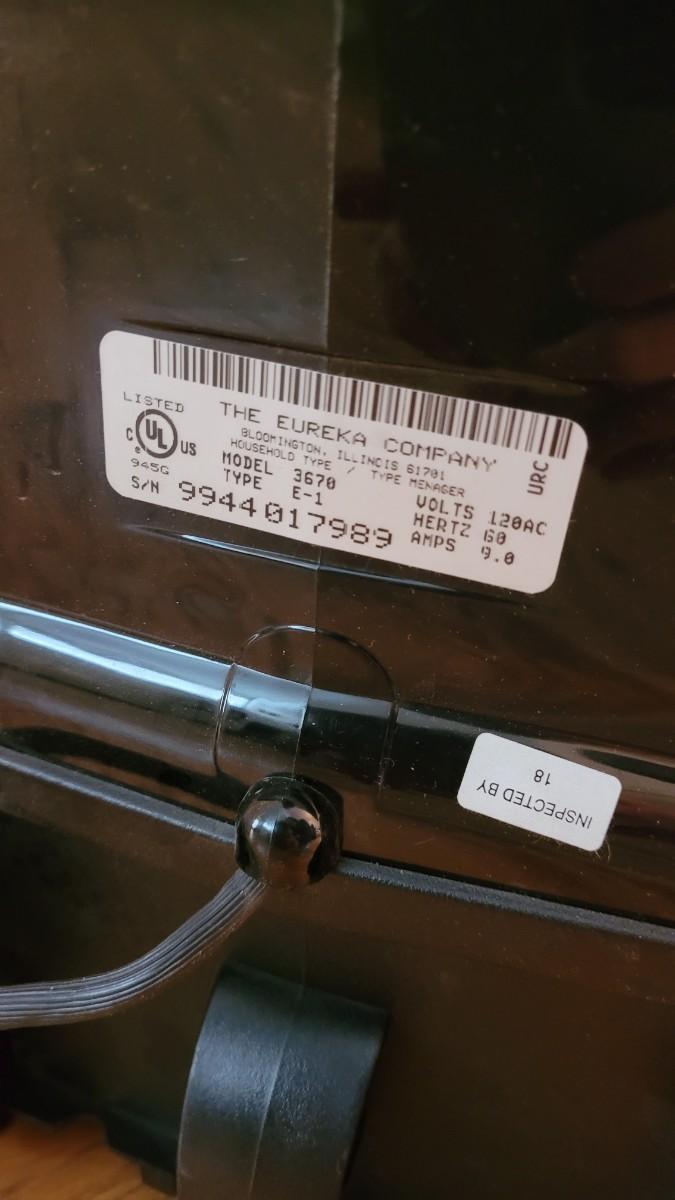 LISTED
UL
C US
®
945G
THE EUREKA COMPANY
BLOOMINGTON, ILLINOIS 61701
HOUSEHOLD TYPE / TYPE MENAGER
MODEL 3670
TYPE E-1
VOLTS 120AC
HERTZ 60
AMPS 9.0
URC
S/N 9944017989
INSPECTED BY
18